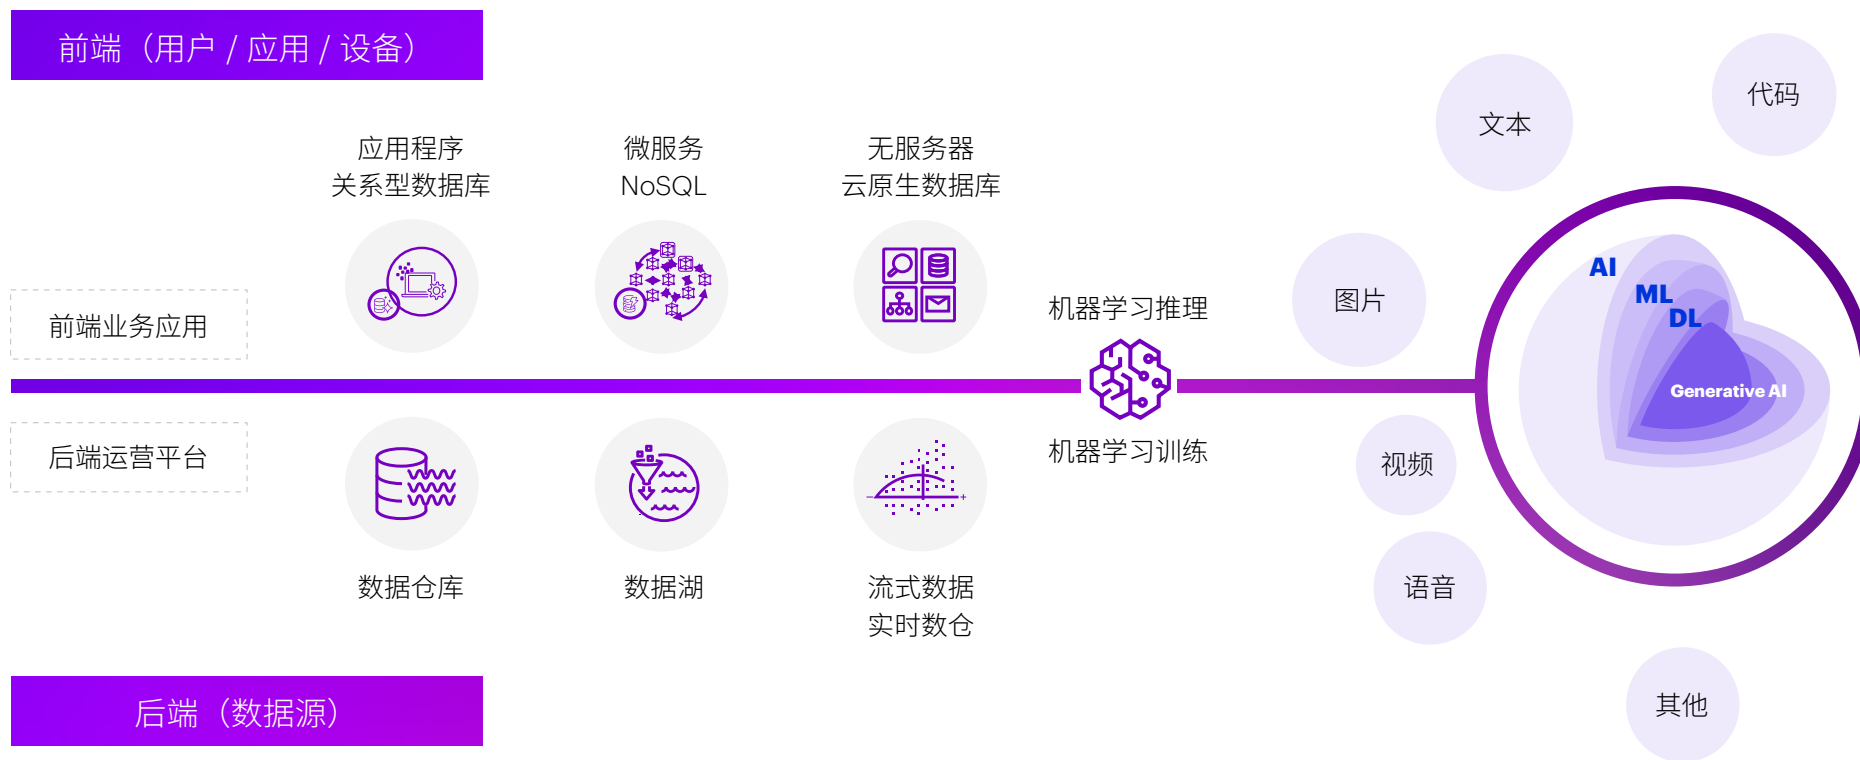 前端（用户 / 应用 / 设备）
应用程序
关系型数据库
微服务
NoSQL
无服务器
云原生数据库
前端业务应用
机器学习推理
后端运营平台
机器学习训练
数据仓库
数据湖
流式数据
实时数仓
后端（数据源）
文本
代码
图片
视频
语音
其他
AI
ML
DL
Generative AI